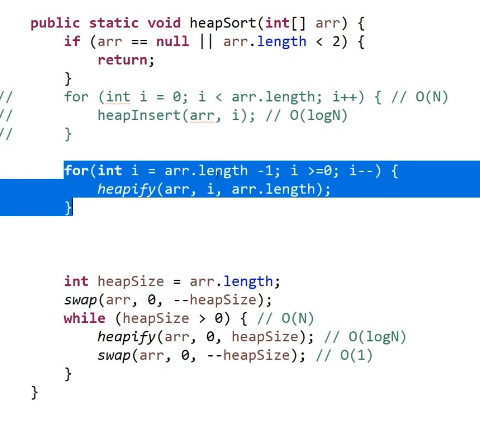 public static void heapSort(int[] arr) {
if (arr == null || arr.length < 2) {
return;
}
// for (int i = 0; i < arr.length; i++) { // O(N)
// heapInsert(arr, i); // O(logN)
// }
for(int i = arr.length -1; i >=0; i--) {
heapify(arr, i, arr.length);
}
int heapSize = arr.length;
swap(arr, 0, --heapSize);
while (heapSize > 0) { // O(N)
heapify(arr, 0, heapSize); // O(logN)
swap(arr, 0, --heapSize); // O(1)
}
}